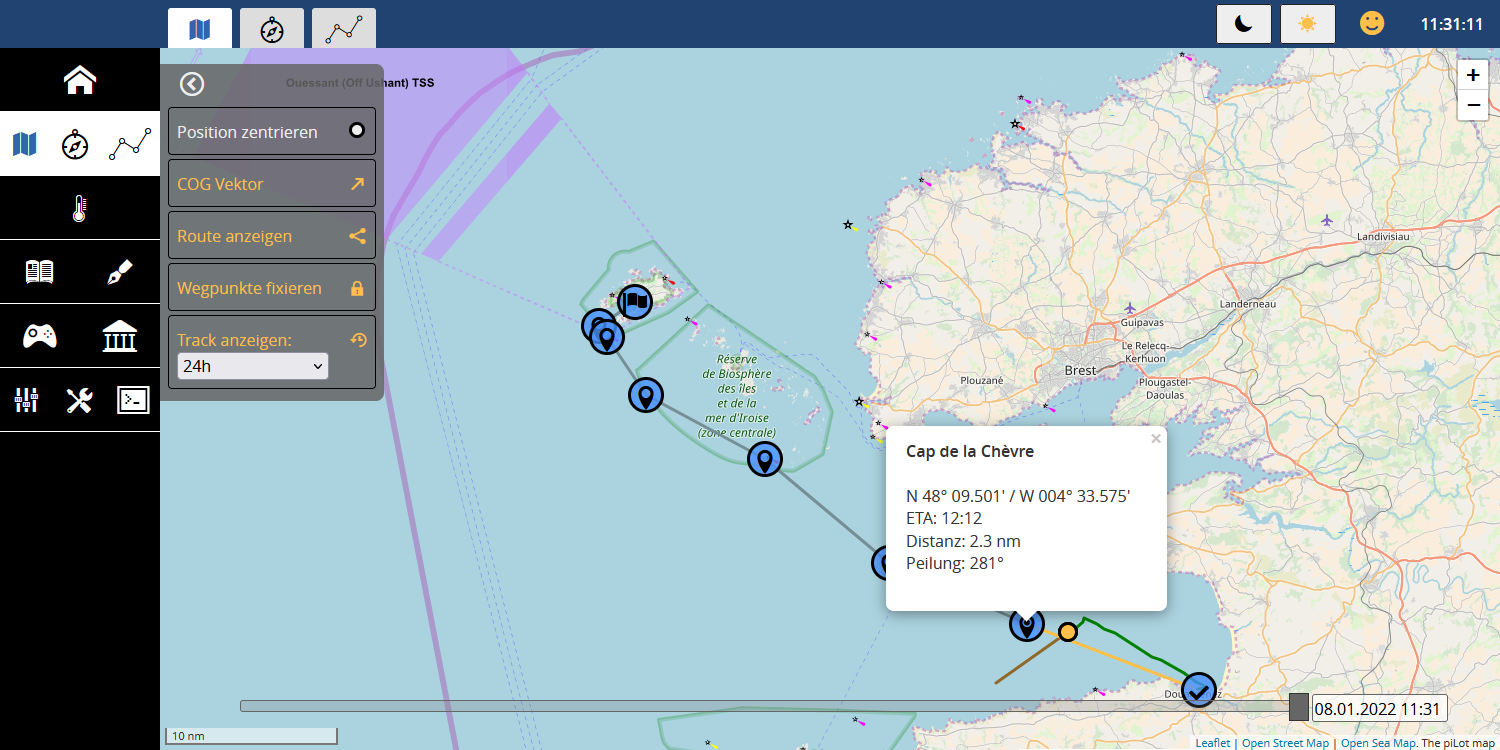 11:31:11
Ouessant (Off Ushant) TSS
Position zentrieren
COG Vektor
Route anzeigen
Wegpunkte fixieren
Track anzeigen:
24h
+
−
Landivisiau
Landerneau
Guipavas
Le Relecq-
Kerhuon
Brest
Plouzané
Plougastel-
Daoulas
Réserve
de Biosphère
des îles
et de la
mer d'Iroise
(zone centrale)
Cap de la Chèvre
×
N 48° 09.501' / W 004° 33.575'
ETA: 12:12
Distanz: 2.3 nm
Peilung: 281°
08.01.2022 11:31
10 nm
Leaflet | Open Street Map | Open Sea Map. The piLot map